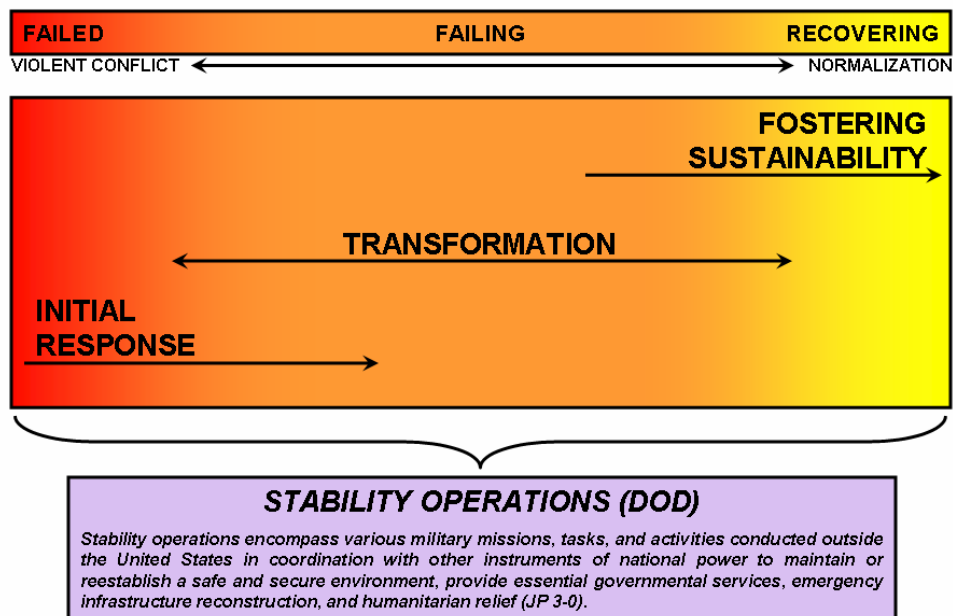 FAILED FAILING RECOVERING
VIOLENT CONFLICT NORMALIZATION
FOSTERING
SUSTAINABILITY
TRANSFORMATION
INITIAL
RESPONSE
STABILITY OPERATIONS (DOD)
Stability operations encompass various military missions, tasks, and activities conducted outside
the United States in coordination with other instruments of national power to maintain or
reestablish a safe and secure environment, provide essential governmental services, emergency
infrastructure reconstruction, and humanitarian relief (JP 3-0).